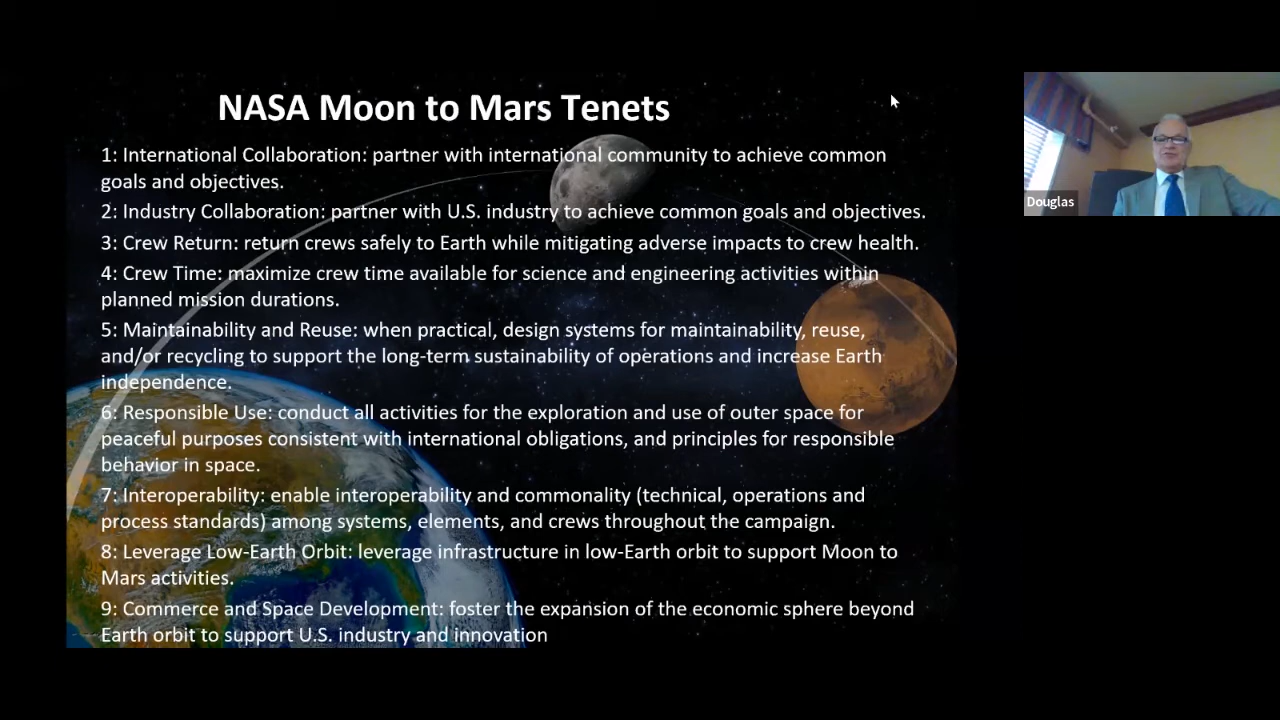 NASA Moon to Mars Tenets
1: International Collaboration: partner with international community to achieve common
goals and objectives.
2: Industry Collaboration: partner with U.S. industry to achieve common goals and objectives.
3: Crew Return: return crews safely to Earth while mitigating adverse impacts to crew health.
4: Crew Time: maximize crew time available for science and engineering activities within
planned mission durations.
5: Maintainability and Reuse: when practical, design systems for maintainability, reuse,
and/or recycling to support the long-term sustainability of operations and increase Earth
independence.
6: Responsible Use: conduct all activities for the exploration and use of outer space for
peaceful purposes consistent with international obligations, and principles for responsible
behavior in space.
7: Interoperability: enable interoperability and commonality (technical, operations and
process standards) among systems, elements, and crews throughout the campaign.
8: Leverage Low-Earth Orbit: leverage infrastructure in low-Earth orbit to support Moon to
Mars activities.
9: Commerce and Space Development: foster the expansion of the economic sphere beyond
Earth orbit to support U.S. industry and innovation
Douglas